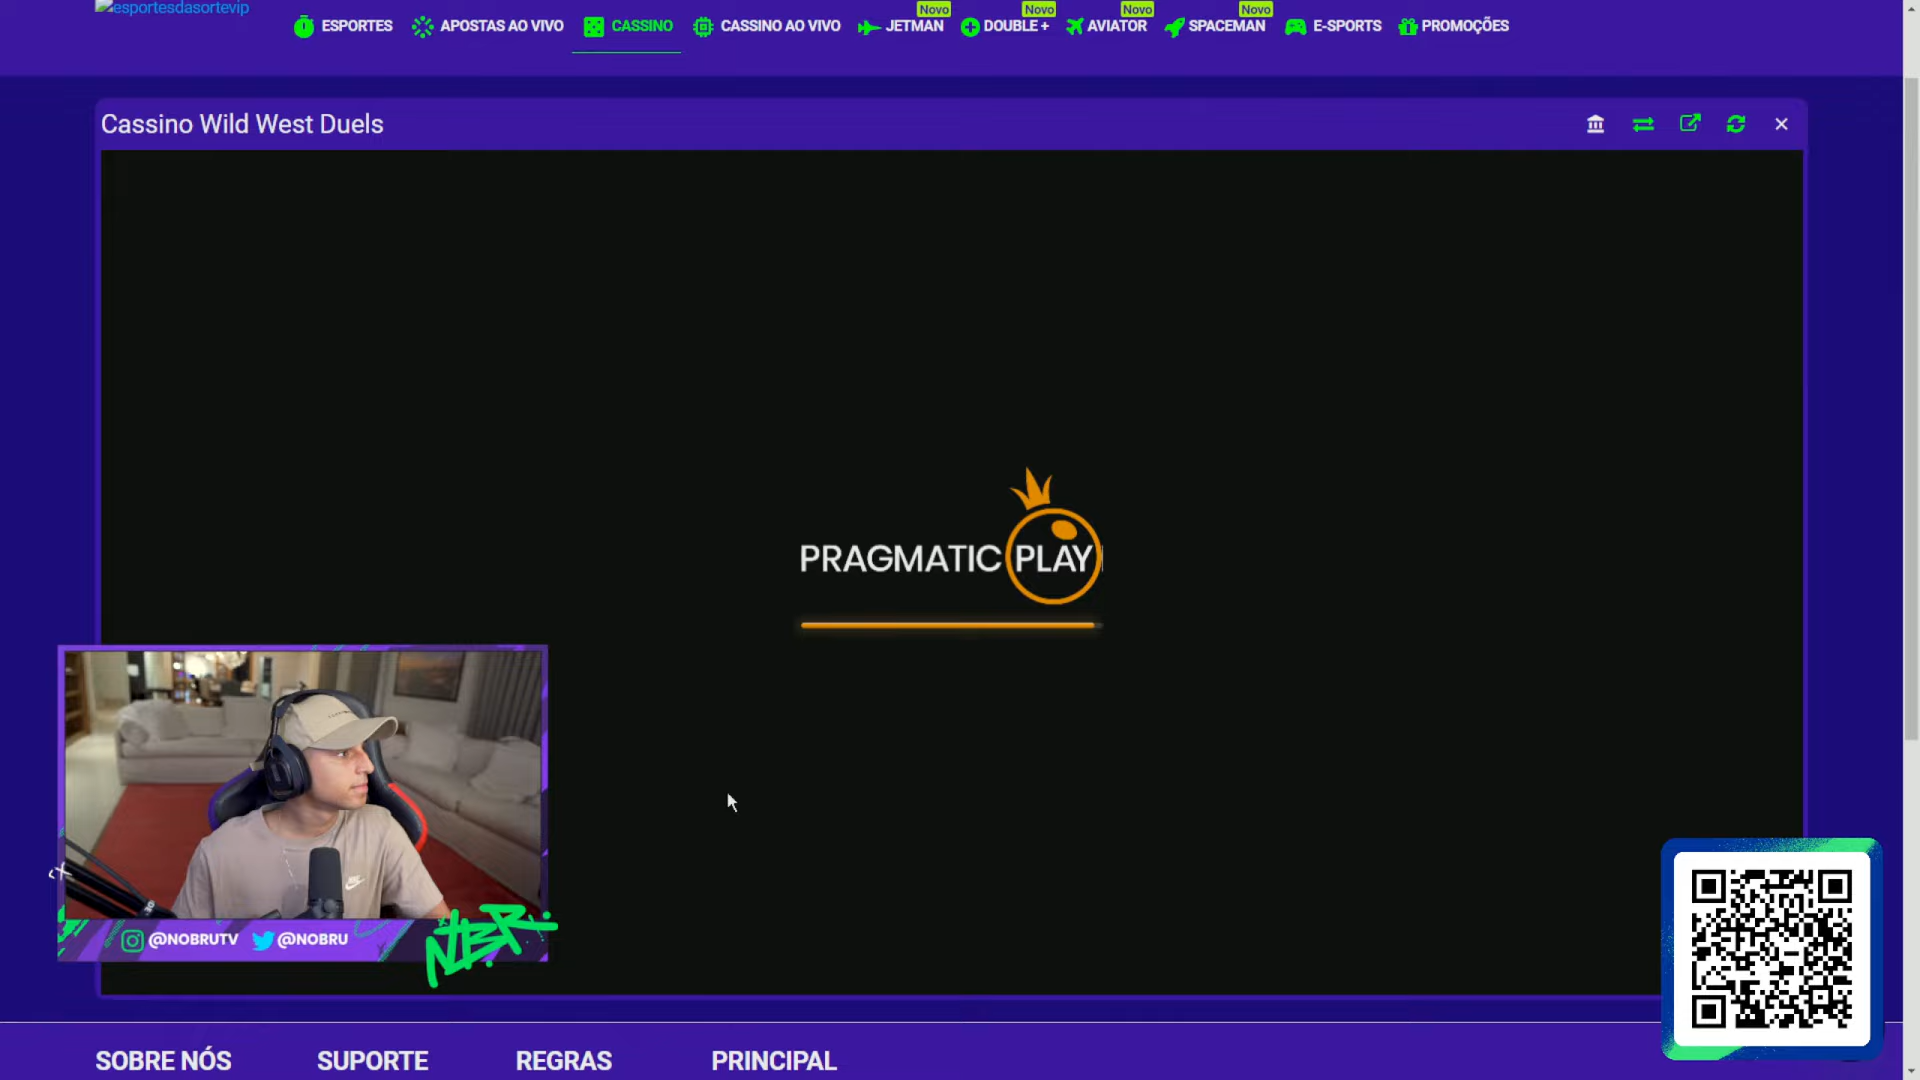 esportesdasortevip
ESPORTES
APOSTAS AO VIVO
CASSINO
CASSINO AO VIVO
Novo
JETMAN
Novo
DOUBLE +
Novo
AVIATOR
Novo
SPACEMAN
E-SPORTS
PROMOÇÕES
Cassino Wild West Duels
PRAGMATIC PLAY
@NOBRUTV
@NOBRU
NBR
SOBRE NÓS
SUPORTE
REGRAS
PRINCIPAL